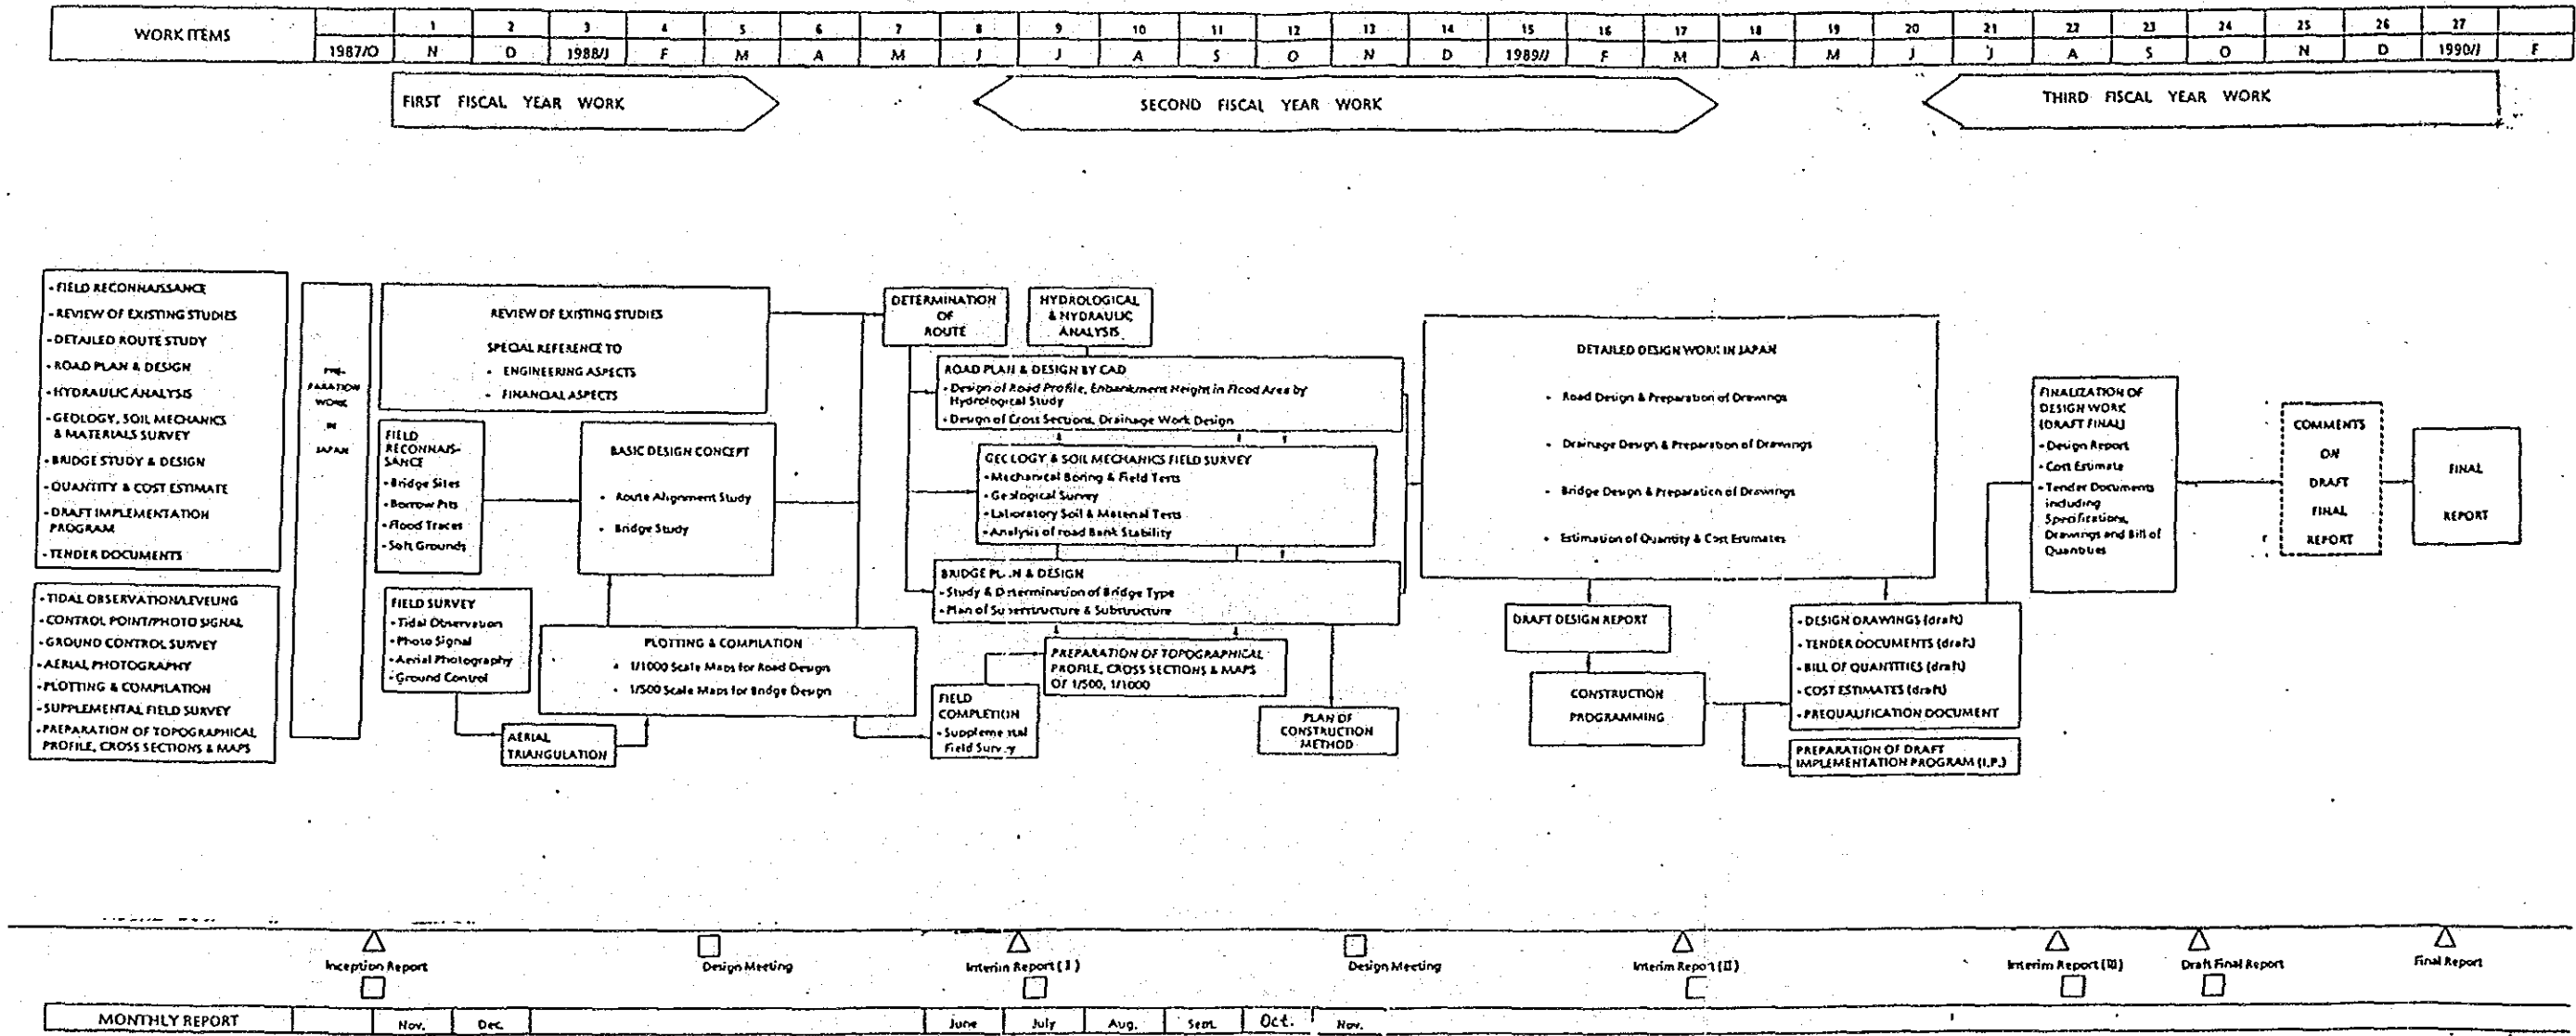 WORK ITEMS
1 2 3 4 5 6 7 8 9 10 11 12 13 14 15 16 17 18 19 20 21 22 23 24 25 26 27
1987/O N D 1988/J F M A M J J A S O N D 1989/J F M A M J J A S O N D 1990/J F
FIRST FISCAL YEAR WORK
SECOND FISCAL YEAR WORK
THIRD FISCAL YEAR WORK
- FIELD RECONNAISSANCE
- REVIEW OF EXISTING STUDIES
- DETAILED ROUTE STUDY
- ROAD PLAN & DESIGN
- HYDRAULIC ANALYSIS
- GEOLOGY, SOIL MECHANICS
& MATERIALS SURVEY
- BRIDGE STUDY & DESIGN
- QUANTITY & COST ESTIMATE
- DRAFT IMPLEMENTATION
PROGRAM
- TENDER DOCUMENTS
- TIDAL OBSERVATION/LEVELING
- CONTROL POINT/PHOTO SIGNAL
- GROUND CONTROL SURVEY
- AERIAL PHOTOGRAPHY
- PLOTTING & COMPILATION
- SUPPLEMENTAL FIELD SURVEY
- PREPARATION OF TOPOGRAPHICAL
PROFILE, CROSS SECTIONS & MAPS
PRE-
PARATION
WORK
IN
JAPAN
REVIEW OF EXISTING STUDIES
SPECIAL REFERENCE TO
• ENGINEERING ASPECTS
• FINANCIAL ASPECTS
FIELD
RECONNAIS-
SANCE
- Bridge Sites
- Borrow Pits
- Flood Traces
- Soft Grounds
BASIC DESIGN CONCEPT
• Route Alignment Study
• Bridge Study
FIELD SURVEY
- Tidal Observation
- Photo Signal
- Aerial Photography
- Ground Control
PLOTTING & COMPILATION
• 1/1000 Scale Maps for Road Design
• 1/500 Scale Maps for Bridge Design
AERIAL
TRIANGULATION
DETERMINATION
OF
ROUTE
HYDROLOGICAL
& HYDRAULIC
ANALYSIS
ROAD PLAN & DESIGN BY CAD
- Design of Road Profile, Enbankment Height in Flood Area by
Hydrological Study
- Design of Cross Sections, Drainage Work Design
GEOLOGY & SOIL MECHANICS FIELD SURVEY
- Mechanical Boring & Field Tests
- Geological Survey
- Laboratory Soil & Material Tests
- Analysis of road Bank Stability
BRIDGE PLAN & DESIGN
- Study & Determination of Bridge Type
- Plan of Superstructure & Substructure
PREPARATION OF TOPOGRAPHICAL
PROFILE, CROSS SECTIONS & MAPS
OF 1/500, 1/1000
FIELD
COMPLETION
- Supplemental
Field Survey
PLAN OF
CONSTRUCTION
METHOD
DETAILED DESIGN WORK IN JAPAN
• Road Design & Preparation of Drawings
• Drainage Design & Preparation of Drawings
• Bridge Design & Preparation of Drawings
• Estimation of Quantity & Cost Estimates
DRAFT DESIGN REPORT
CONSTRUCTION
PROGRAMMING
- DESIGN DRAWINGS (draft)
- TENDER DOCUMENTS (draft)
- BILL OF QUANTITIES (draft)
- COST ESTIMATES (draft)
- PREQUALIFICATION DOCUMENT
PREPARATION OF DRAFT
IMPLEMENTATION PROGRAM (I.P.)
FINALIZATION OF
DESIGN WORK
(DRAFT FINAL)
- Design Report
- Cost Estimate
- Tender Documents
including
Specifications,
Drawings and Bill of
Quantities
COMMENTS
ON
DRAFT
FINAL
REPORT
FINAL
REPORT
Inception Report
Design Meeting
Interim Report (I)
Design Meeting
Interim Report (II)
Interim Report (III)
Draft Final Report
Final Report
MONTHLY REPORT
Nov. Dec. June July Aug. Sept. Oct. Nov.